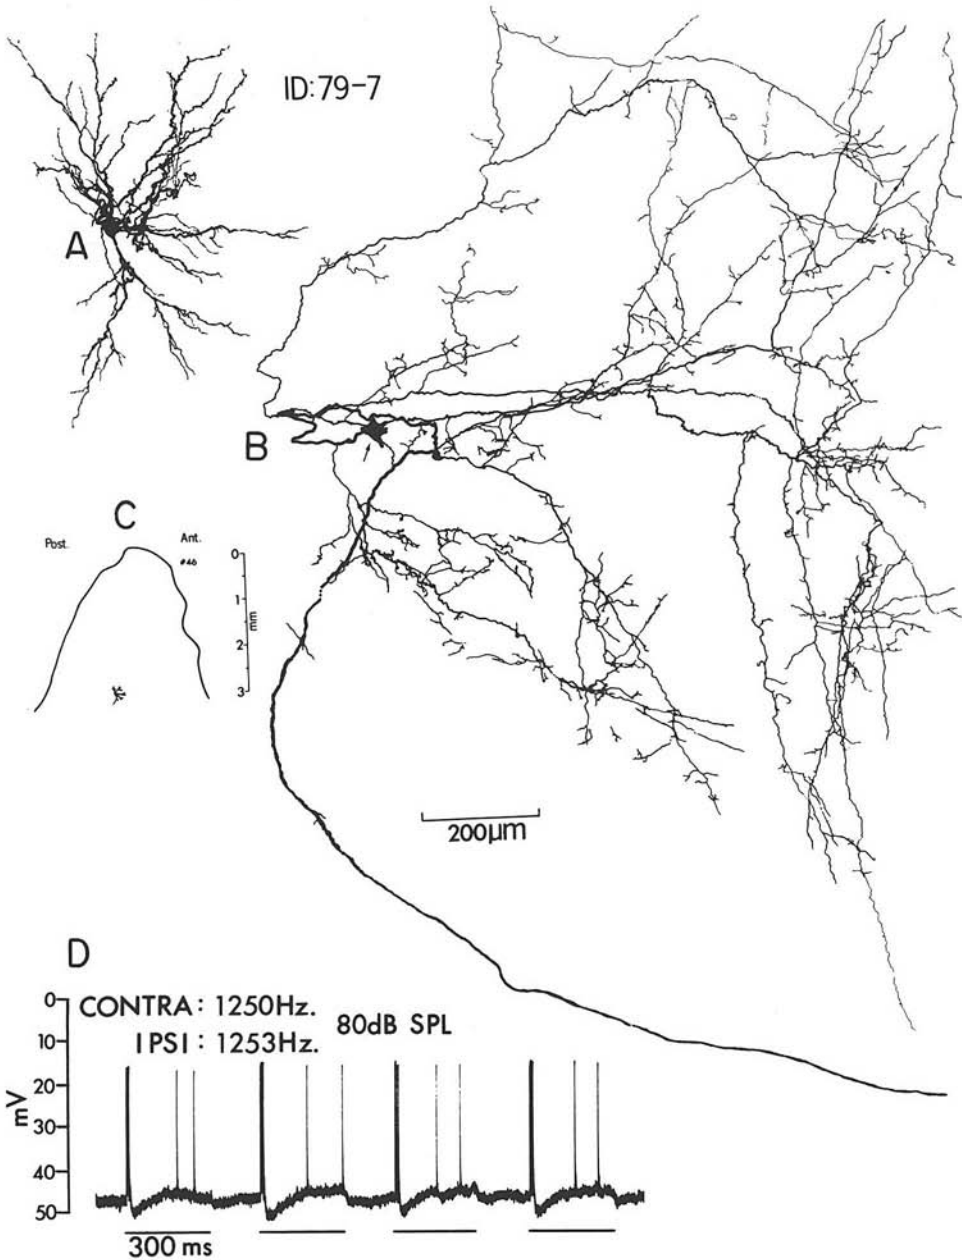 ID:79-7
A
B
C
Post.
Ant.
#46
0
1
2
3
mm
200µm
D
CONTRA: 1250Hz.
IPSI: 1253Hz.
80dB SPL
0
10
20
30
40
50
mV
300 ms